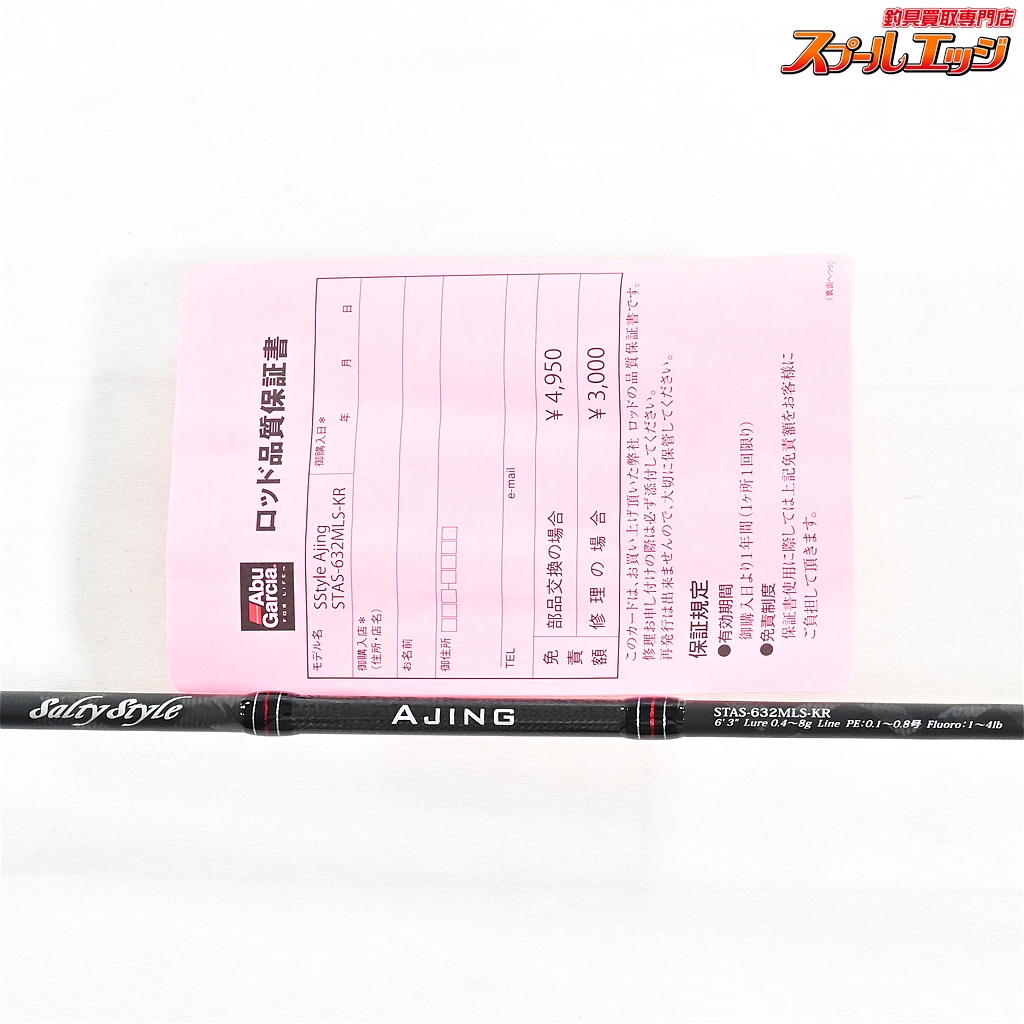 釣具買取専門店
スプールエッジ
Abu
Garcia®
FOR LIFE™
ロッド品質保証書
モデル名
SStyle Ajing
STAS-632MLS-KR
御購入日*
年 月 日
御購入店*
(住所・店名)
お名前
御住所
TEL
e-mail
免責額
部品交換の場合 ¥4,950
修理の場合 ¥3,000
このカードは、お買い上げ頂いた弊社 ロッドの品質保証書です。
修理お申し付けの際は必ず添付してください。
再発行は出来ませんので、大切に保管してください。
保証規定
●有効期間
御購入日より1年間(1ヶ所1回限り)
●免責制度
保証書使用に際しては上記免責額をお客様に
ご負担して頂きます。
(裏面へつづく)
Salty Style
AJING
STAS-632MLS-KR
6' 3" Lure 0.4〜8g Line PE:0.1〜0.8号 Fluoro:1〜4lb